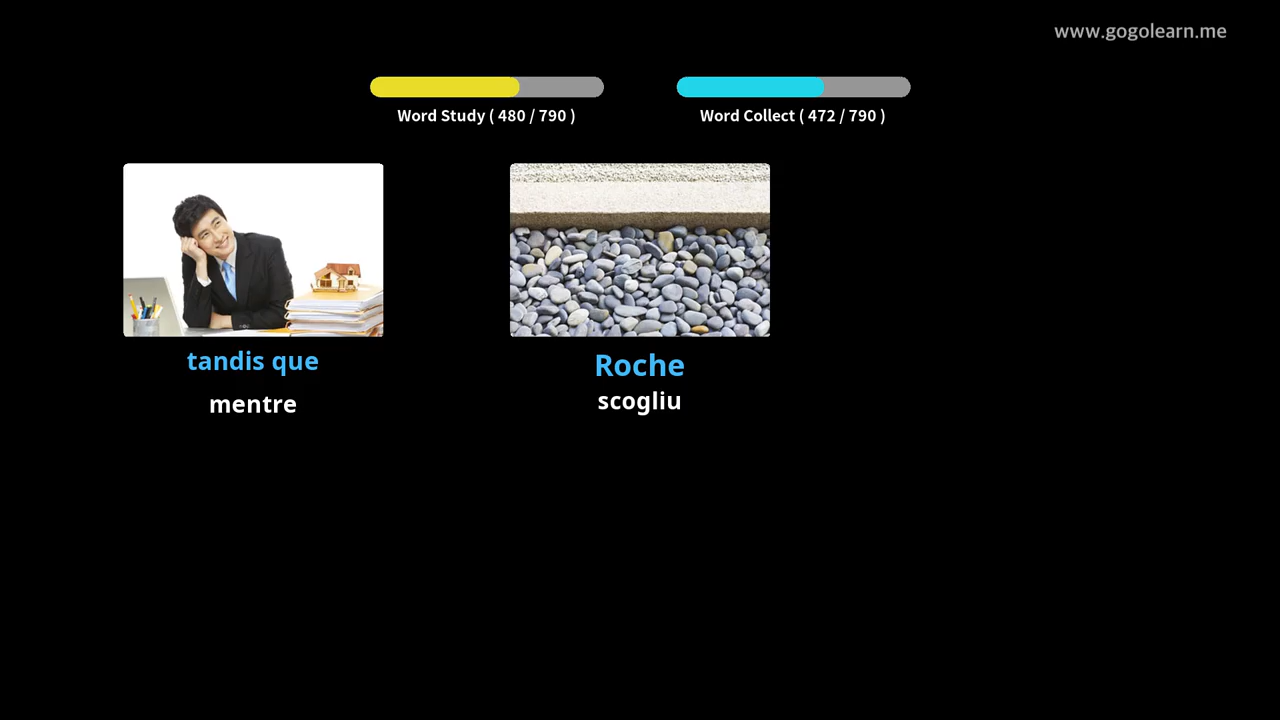 www.gogolearn.me
Word Study ( 480 / 790 )
Word Collect ( 472 / 790 )
tandis que
mentre
Roche
scogliu